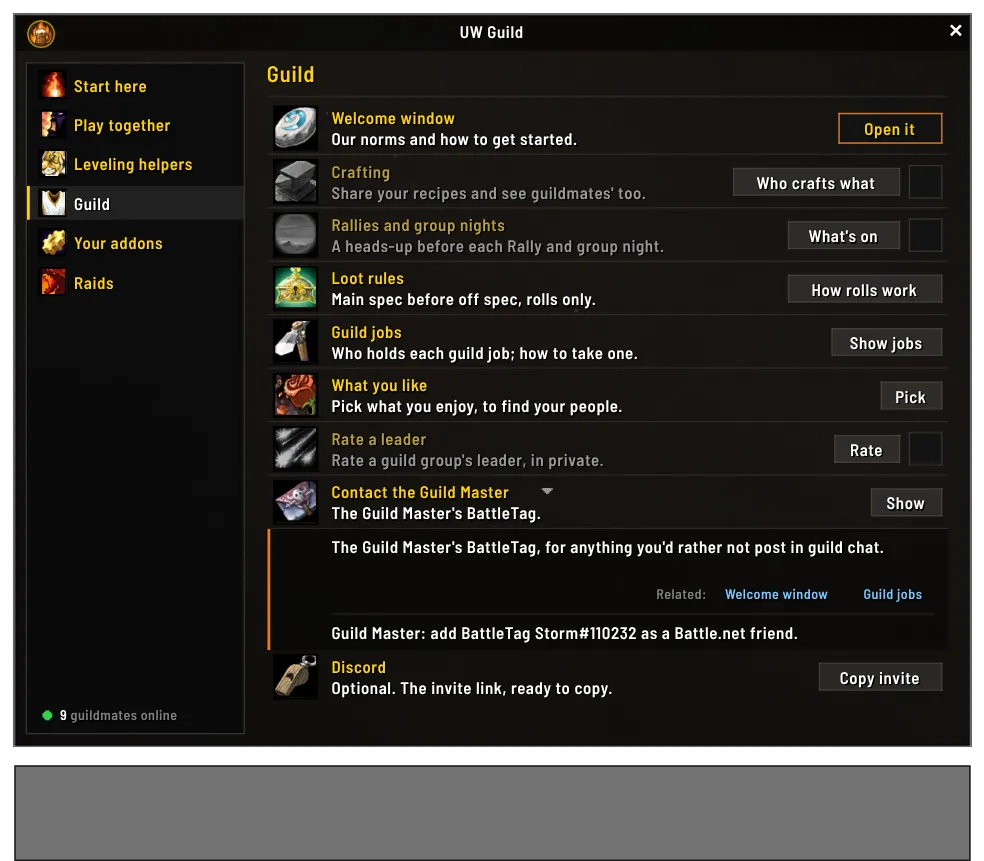 UW Guild
Start here
Play together
Leveling helpers
Guild
Your addons
Raids
9 guildmates online
Guild
Welcome window
Our norms and how to get started.
Open it
Crafting
Share your recipes and see guildmates' too.
Who crafts what
Rallies and group nights
A heads-up before each Rally and group night.
What's on
Loot rules
Main spec before off spec, rolls only.
How rolls work
Guild jobs
Who holds each guild job; how to take one.
Show jobs
What you like
Pick what you enjoy, to find your people.
Pick
Rate a leader
Rate a guild group's leader, in private.
Rate
Contact the Guild Master
The Guild Master's BattleTag.
Show
The Guild Master's BattleTag, for anything you'd rather not post in guild chat.
Related: Welcome window Guild jobs
Guild Master: add BattleTag Storm#110232 as a Battle.net friend.
Discord
Optional. The invite link, ready to copy.
Copy invite